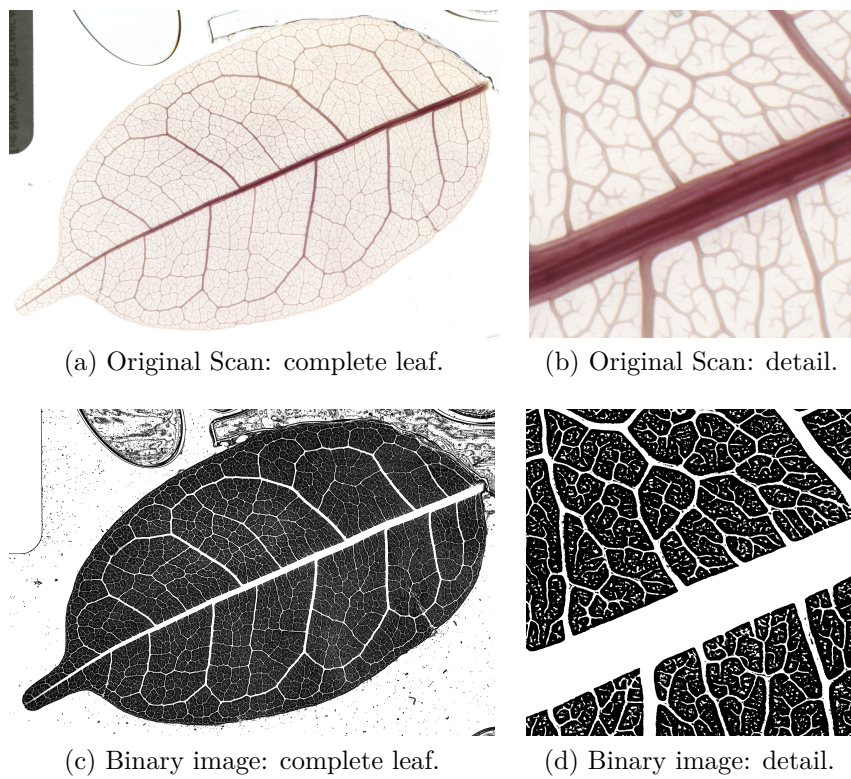 (a) Original Scan: complete leaf.
(b) Original Scan: detail.
(c) Binary image: complete leaf.
(d) Binary image: detail.